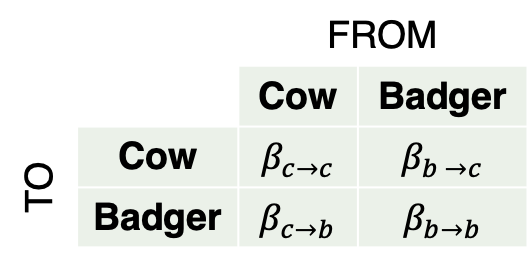 FROM
Cow Badger
TO
Cow β_{c→c} β_{b→c}
Badger β_{c→b} β_{b→b}